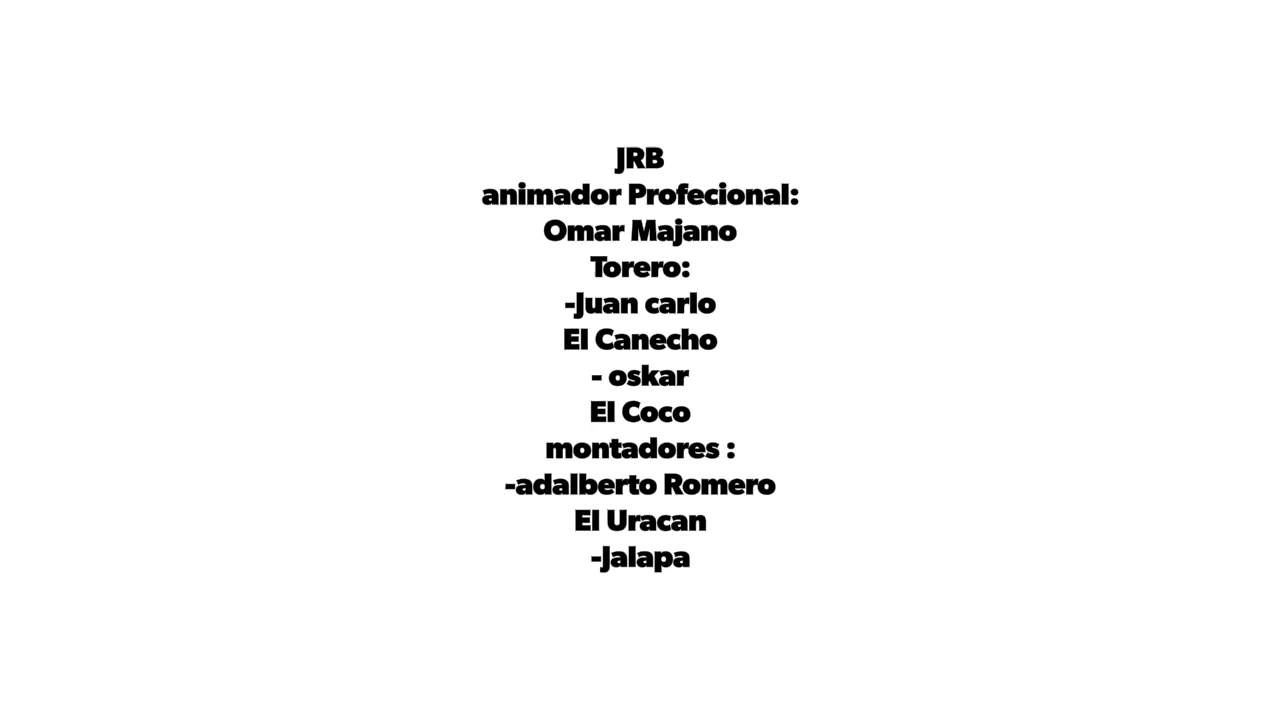 JRB
animador Profecional:
Omar Majano
Torero:
-Juan carlo
El Canecho
- oskar
El Coco
montadores :
-adalberto Romero
El Uracan
-Jalapa